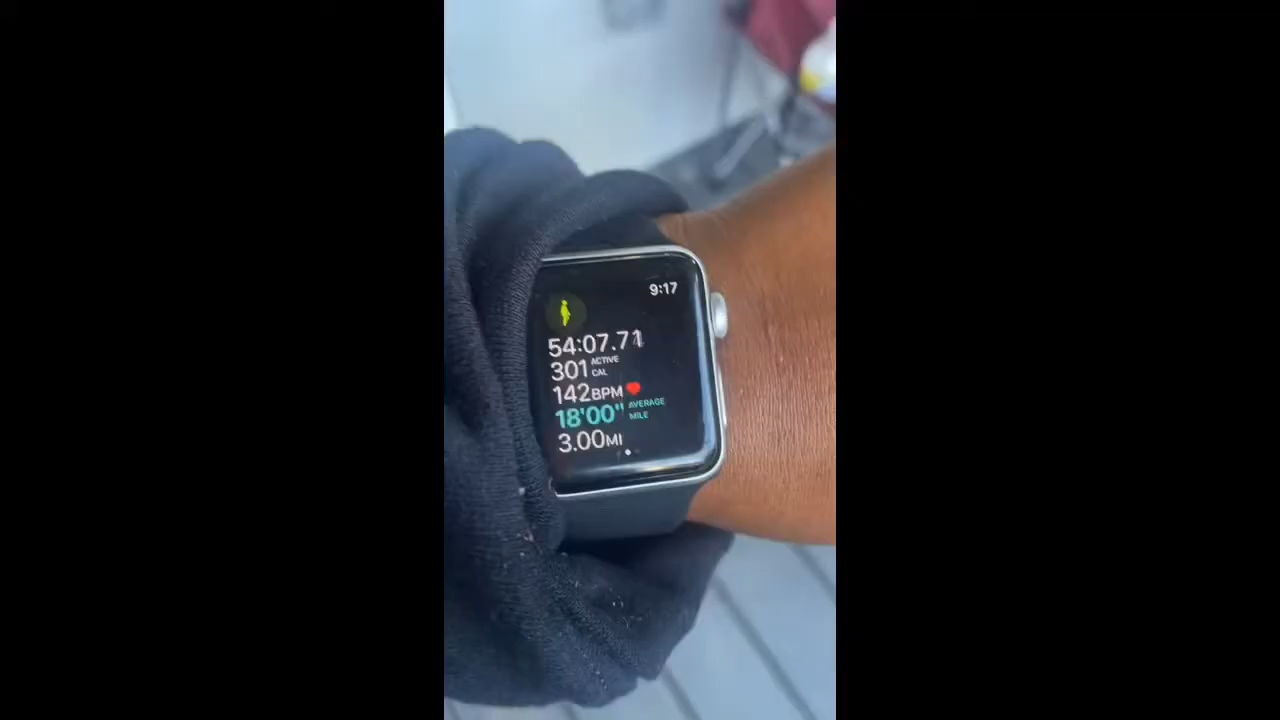 9:17
54:07.71
301 ACTIVE CAL
142BPM
18'00" AVERAGE MILE
3.00MI